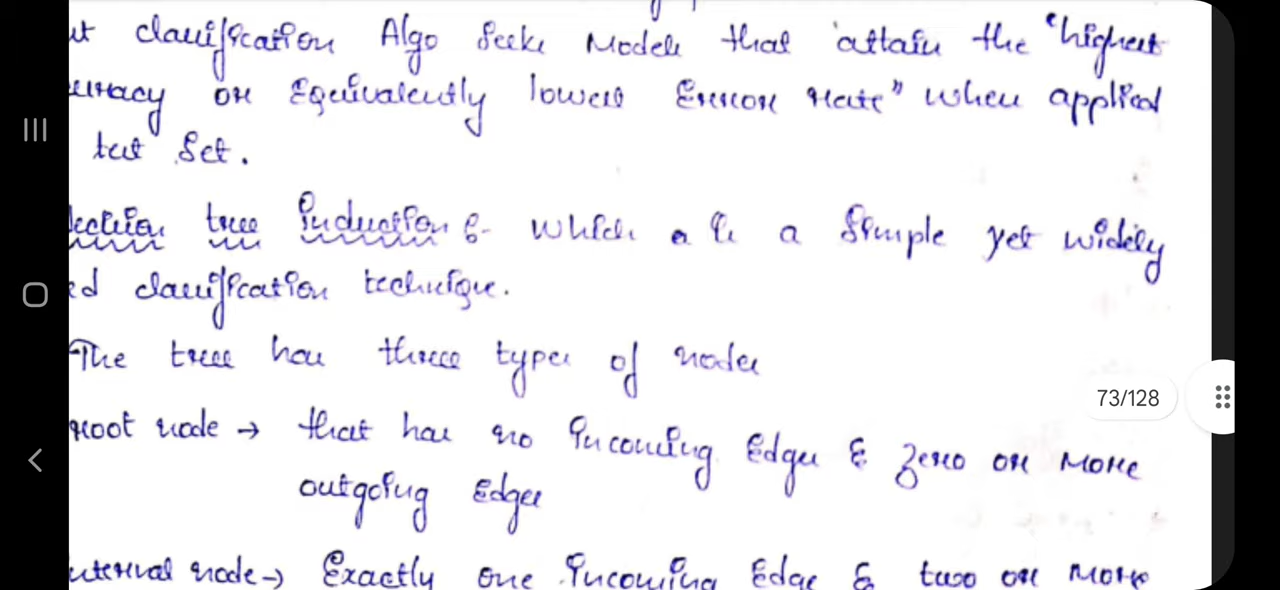 ut classification Algo seeks Models that attain the "highest
curacy or Equivalently lowest Error rate" when applied
test Set.
decision tree Induction :- which is a simple yet widely
ed classification technique.
The tree has three types of nodes
73/128
root node → that has no Incoming Edges & zero or more
outgoing Edges
internal node → Exactly one Incoming Edge & two or more